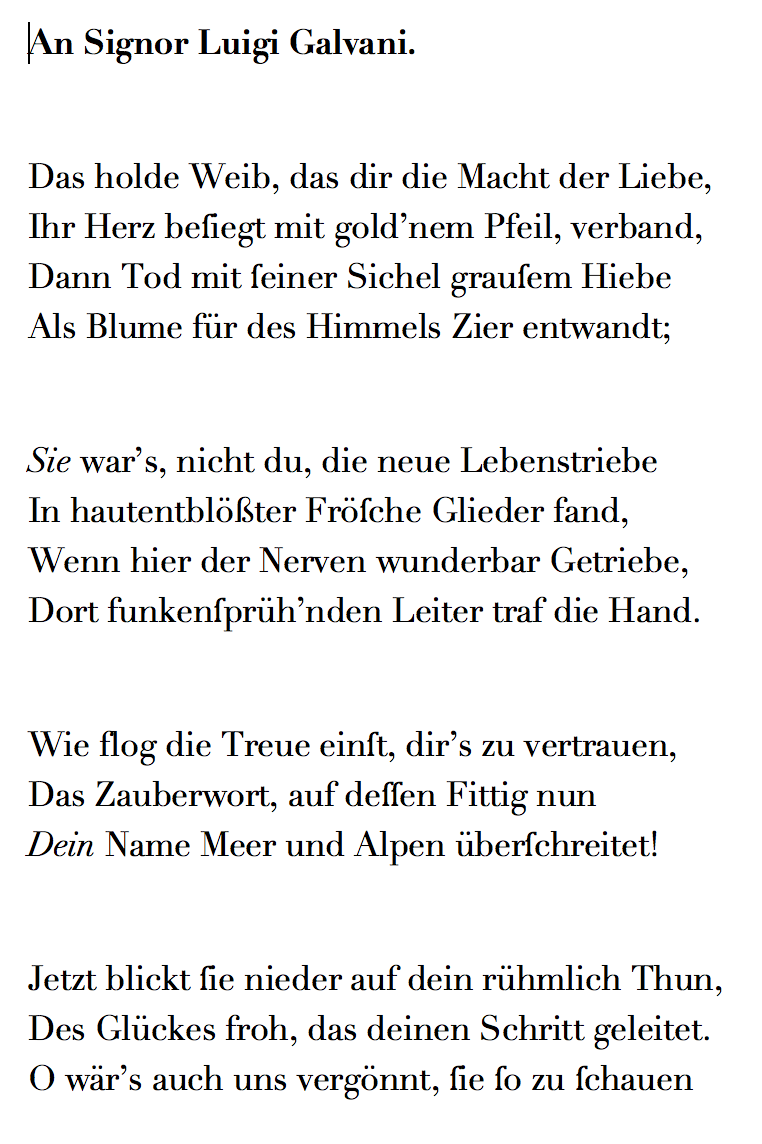 An Signor Luigi Galvani.
Das holde Weib, das dir die Macht der Liebe,
Ihr Herz beſiegt mit gold’nem Pfeil, verband,
Dann Tod mit ſeiner Sichel grauſem Hiebe
Als Blume für des Himmels Zier entwandt;
Sie war’s, nicht du, die neue Lebenstriebe
In hautentblößter Fröſche Glieder fand,
Wenn hier der Nerven wunderbar Getriebe,
Dort funkenſprüh’nden Leiter traf die Hand.
Wie flog die Treue einſt, dir’s zu vertrauen,
Das Zauberwort, auf deſſen Fittig nun
Dein Name Meer und Alpen überſchreitet!
Jetzt blickt ſie nieder auf dein rühmlich Thun,
Des Glückes froh, das deinen Schritt geleitet.
O wär’s auch uns vergönnt, ſie ſo zu ſchauen